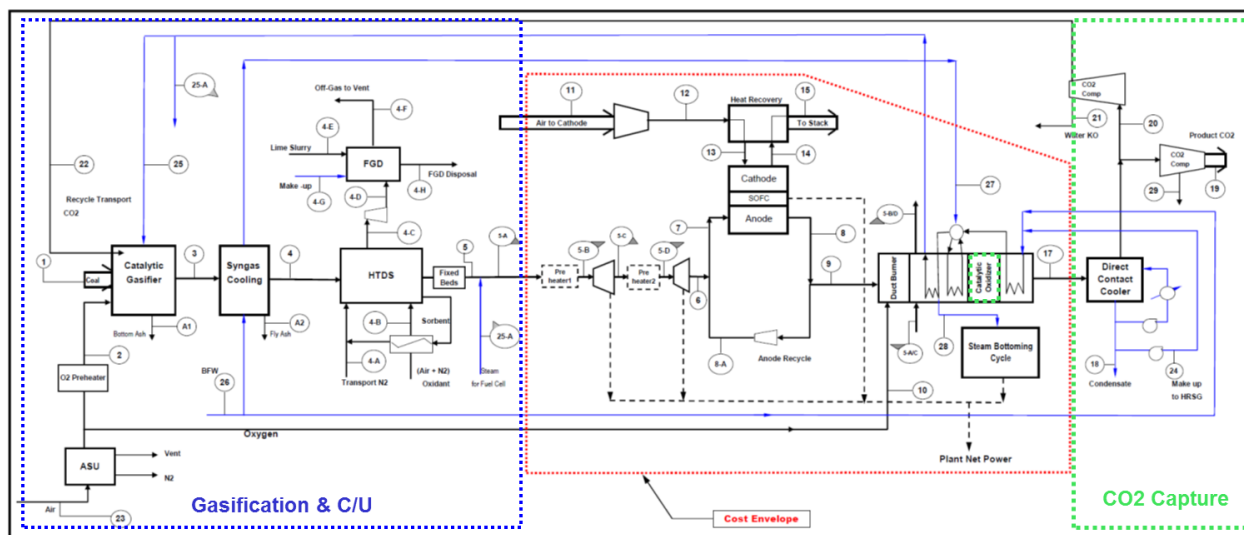 25-A
Off-Gas to Vent
4-F
4-E
Lime Slurry
FGD
FGD Disposal
Make -up
4-G
4-H
4-D
4-C
22
25
Recycle Transport
CO2
1
Coal
Catalytic
Gasifier
3
Syngas
Cooling
4
HTDS
Fixed
Beds
5
5-A
A1
Bottom Ash
A2
Fly Ash
4-B
Sorbent
4-A
(Air + N2)
Oxidant
Transport N2
25-A
Steam
for Fuel Cell
2
O2 Preheater
BFW
26
Oxygen
ASU
Vent
N2
Air
23
Gasification & C/U
11
Air to Cathode
12
Heat Recovery
15
To Stack
13
14
Cathode
SOFC
Anode
7
8
5-B
5-C
5-D
Pre
heater1
Pre
heater2
6
9
8-A
Anode Recycle
10
5-B/D
27
Duct Burner
Catalytic
Oxidizer
5-A/C
28
Steam Bottoming
Cycle
Plant Net Power
Cost Envelope
17
CO2
Comp
21
20
Water KO
Product CO2
CO2
Comp
29
19
Direct
Contact
Cooler
18
Condensate
24
Make up
to HRSG
CO2 Capture